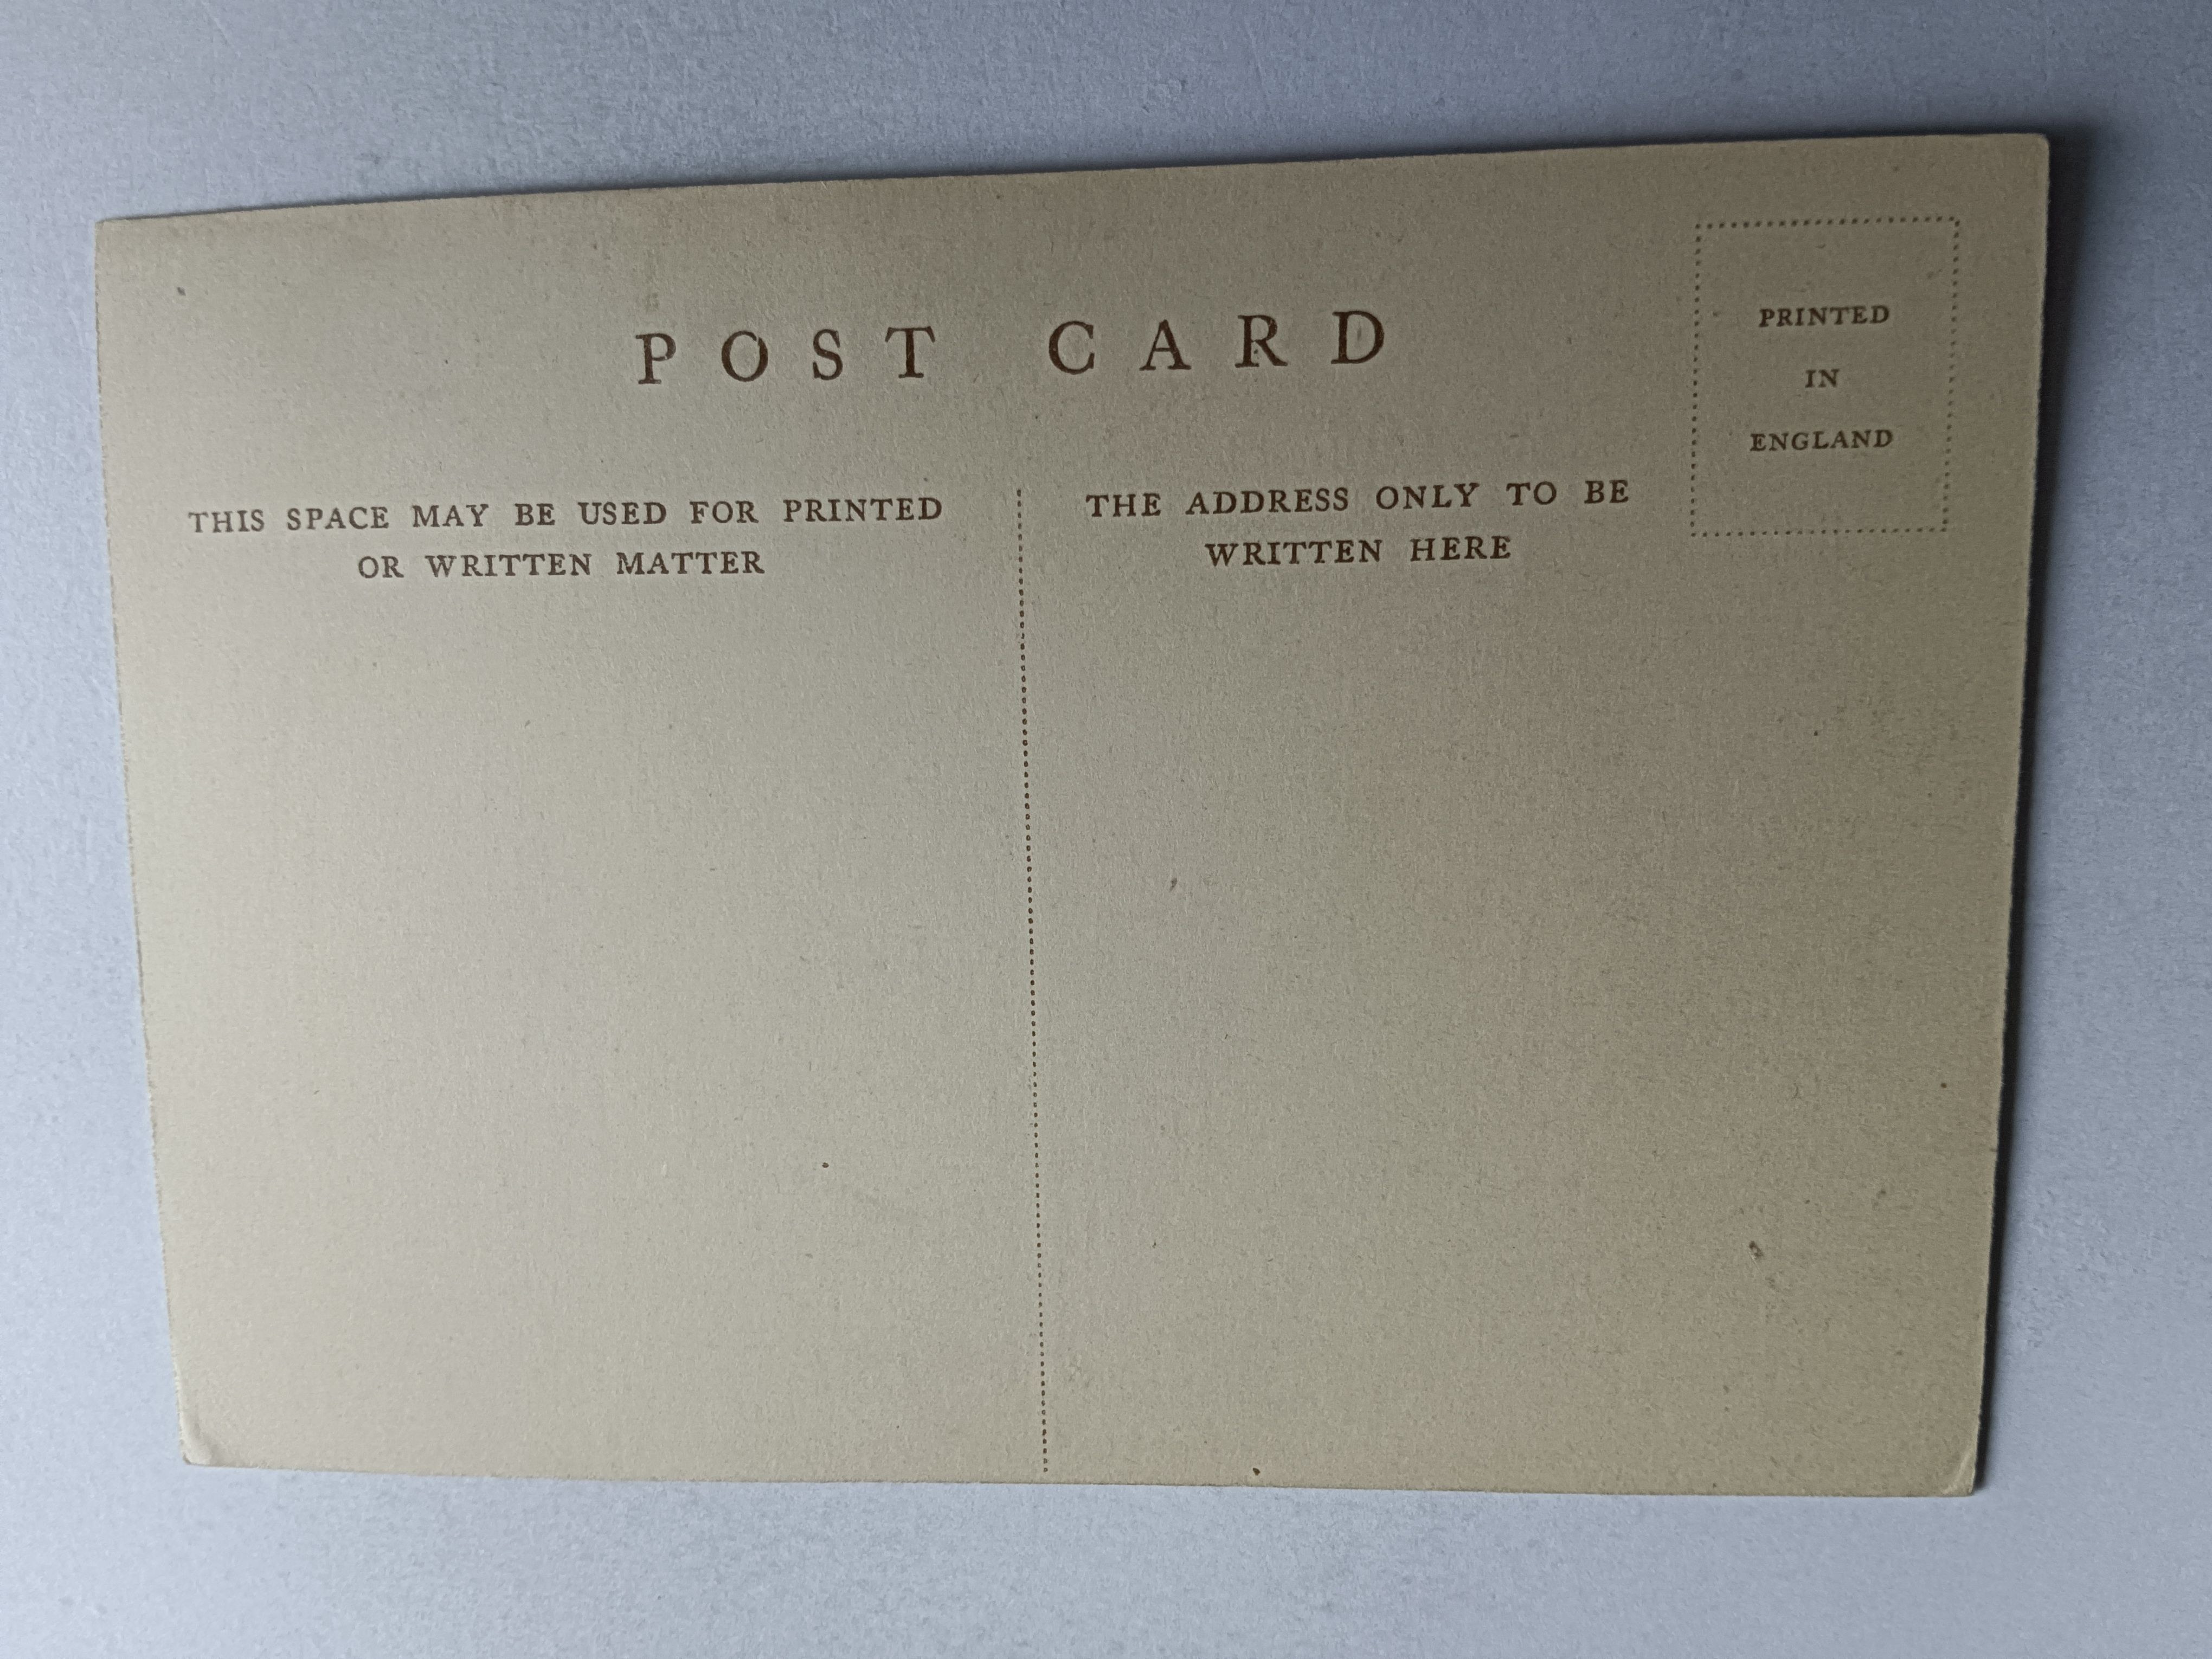 POST CARD
PRINTED
IN
ENGLAND
THIS SPACE MAY BE USED FOR PRINTED
OR WRITTEN MATTER
THE ADDRESS ONLY TO BE
WRITTEN HERE